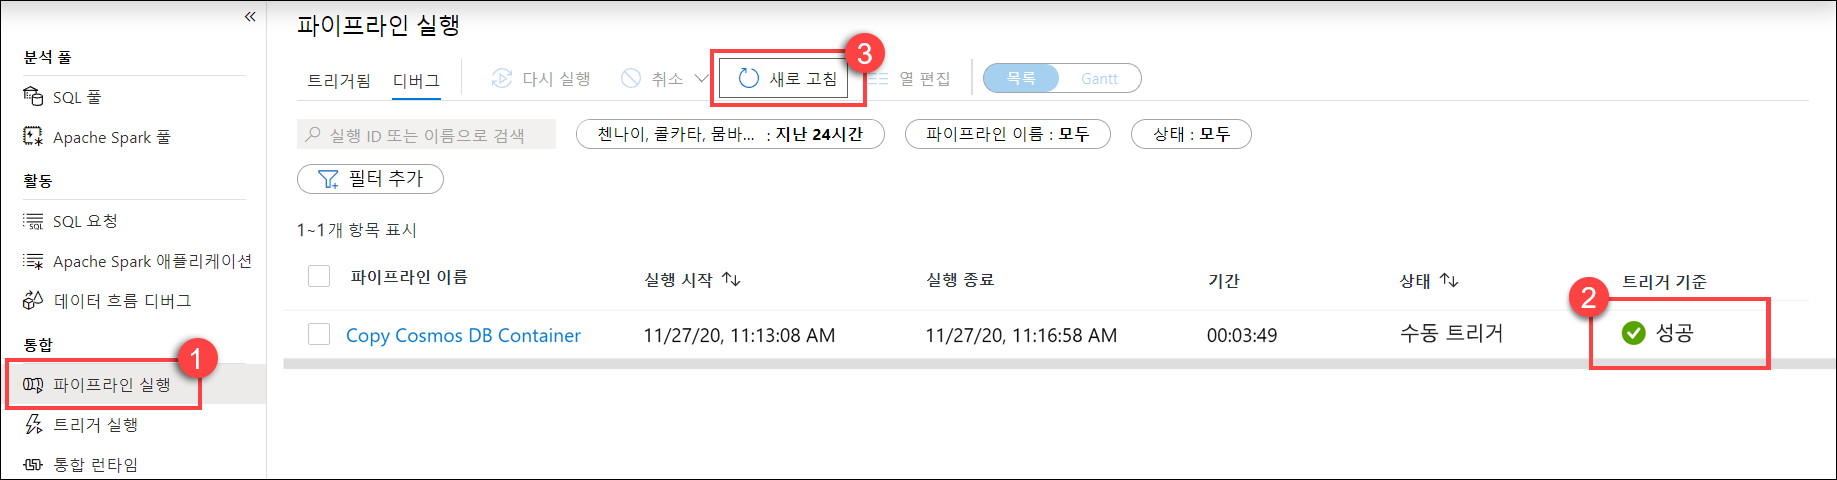 «
분석 풀
SQL 풀
Apache Spark 풀
활동
SQL 요청
Apache Spark 애플리케이션
데이터 흐름 디버그
통합
1
파이프라인 실행
트리거 실행
통합 런타임
파이프라인 실행
트리거됨 디버그 다시 실행 취소 새로 고침 3 열 편집 목록 Gantt
실행 ID 또는 이름으로 검색 첸나이, 콜카타, 뭄바... : 지난 24시간 파이프라인 이름 : 모두 상태 : 모두
필터 추가
1~1개 항목 표시
파이프라인 이름 실행 시작 실행 종료 기간 상태 트리거 기준
2
Copy Cosmos DB Container 11/27/20, 11:13:08 AM 11/27/20, 11:16:58 AM 00:03:49 수동 트리거 성공